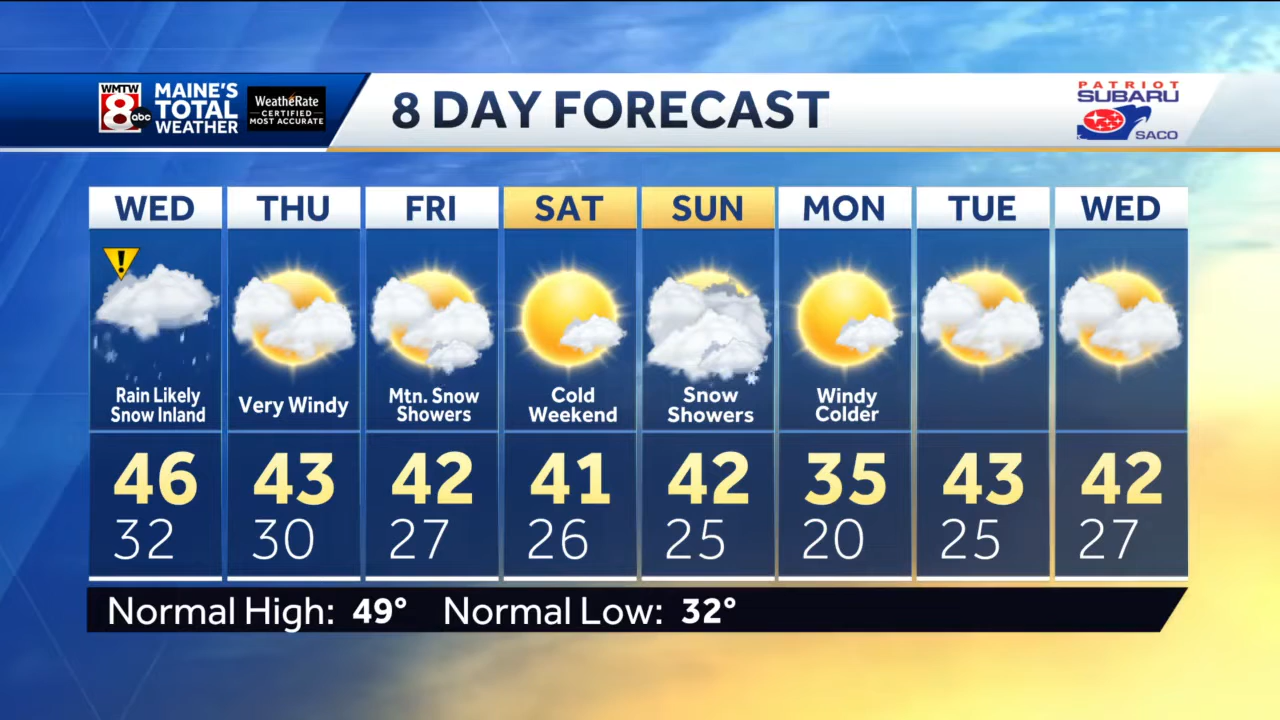 WMTW
8
abc
MAINE'S
TOTAL
WEATHER
WeatheRate
CERTIFIED
MOST ACCURATE
8 DAY FORECAST
PATRIOT
SUBARU
SACO
WED THU FRI SAT SUN MON TUE WED
!
Rain Likely
Snow Inland
Very Windy
Mtn. Snow
Showers
Cold
Weekend
Snow
Showers
Windy
Colder
46 43 42 41 42 35 43 42
32 30 27 26 25 20 25 27
Normal High: 49° Normal Low: 32°